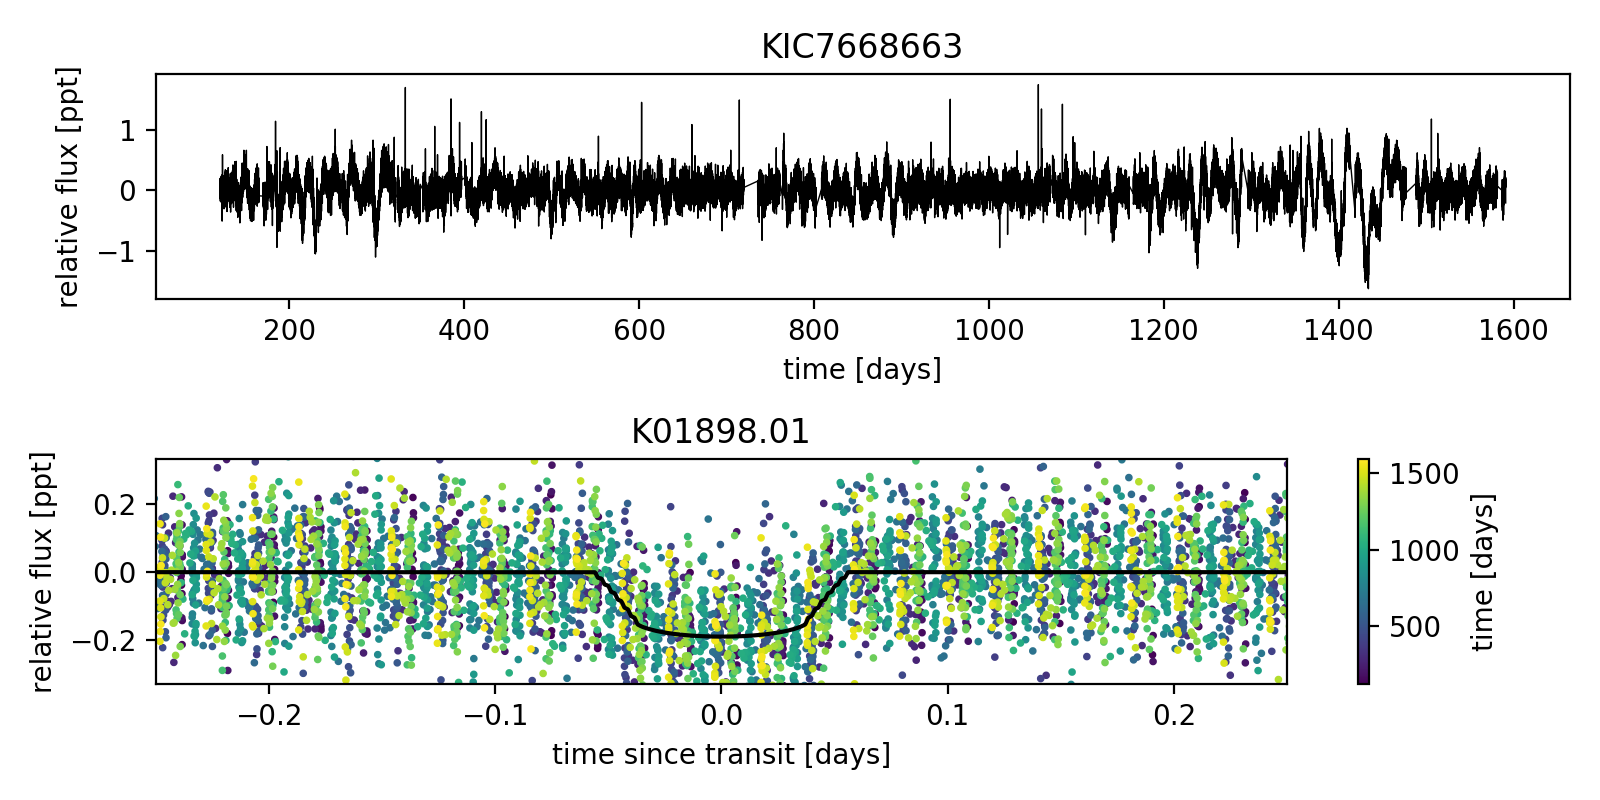 KIC7668663
relative flux [ppt]
1
0
−1
200 400 600 800 1000 1200 1400 1600
time [days]
K01898.01
relative flux [ppt]
0.2
0.0
−0.2
−0.2 −0.1 0.0 0.1 0.2
time since transit [days]
1500
1000
500
time [days]